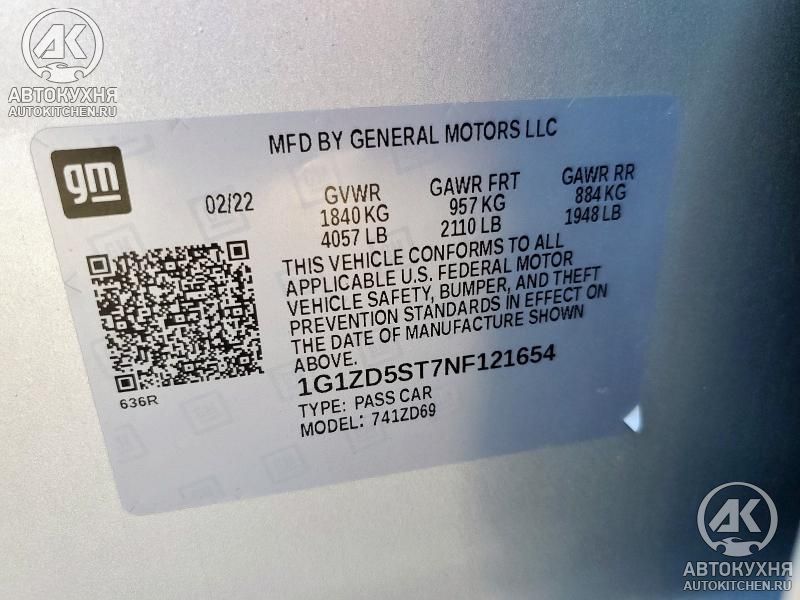 AK
АВТОКУХНЯ
AUTOKITCHEN.RU
MFD BY GENERAL MOTORS LLC
gm
02/22
GVWR
1840 KG
4057 LB
GAWR FRT
957 KG
2110 LB
GAWR RR
884 KG
1948 LB
THIS VEHICLE CONFORMS TO ALL
APPLICABLE U.S. FEDERAL MOTOR
VEHICLE SAFETY, BUMPER, AND THEFT
PREVENTION STANDARDS IN EFFECT ON
THE DATE OF MANUFACTURE SHOWN
ABOVE.
636R
1G1ZD5ST7NF121654
TYPE: PASS CAR
MODEL: 741ZD69
AK
АВТОКУХНЯ
AUTOKITCHEN.RU